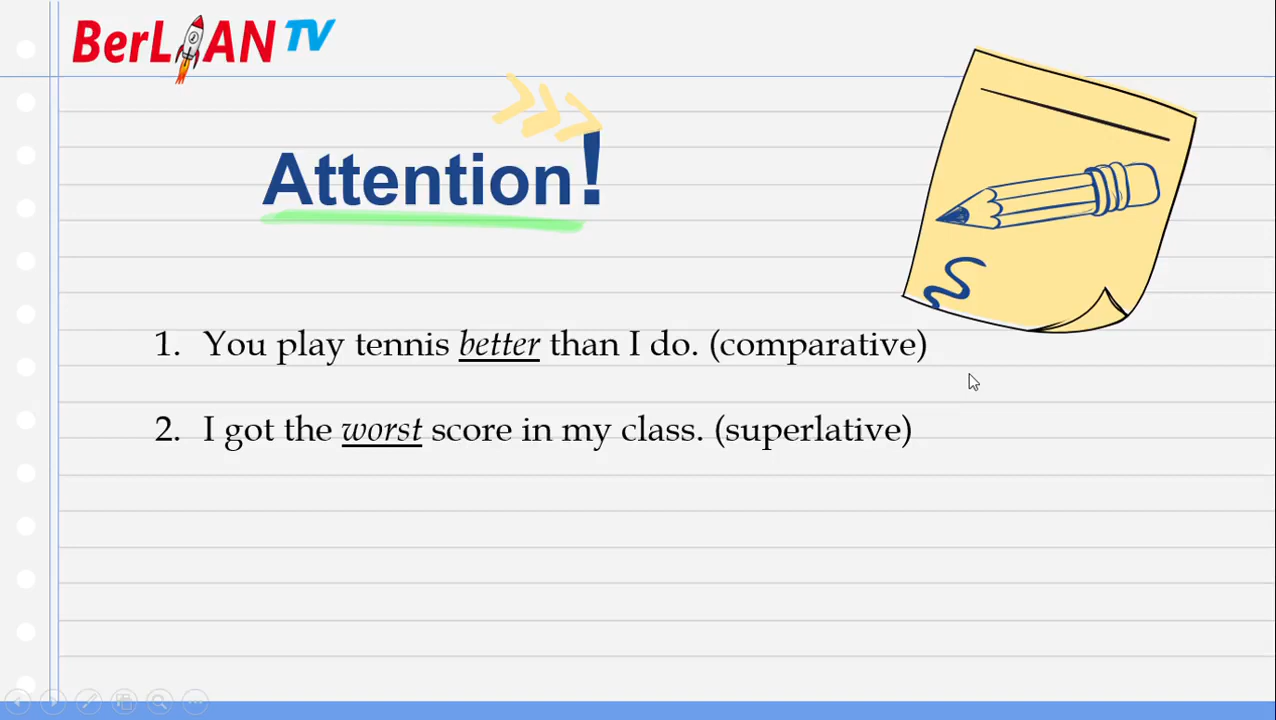 BerLIAN TV
Attention!
1. You play tennis better than I do. (comparative)
2. I got the worst score in my class. (superlative)